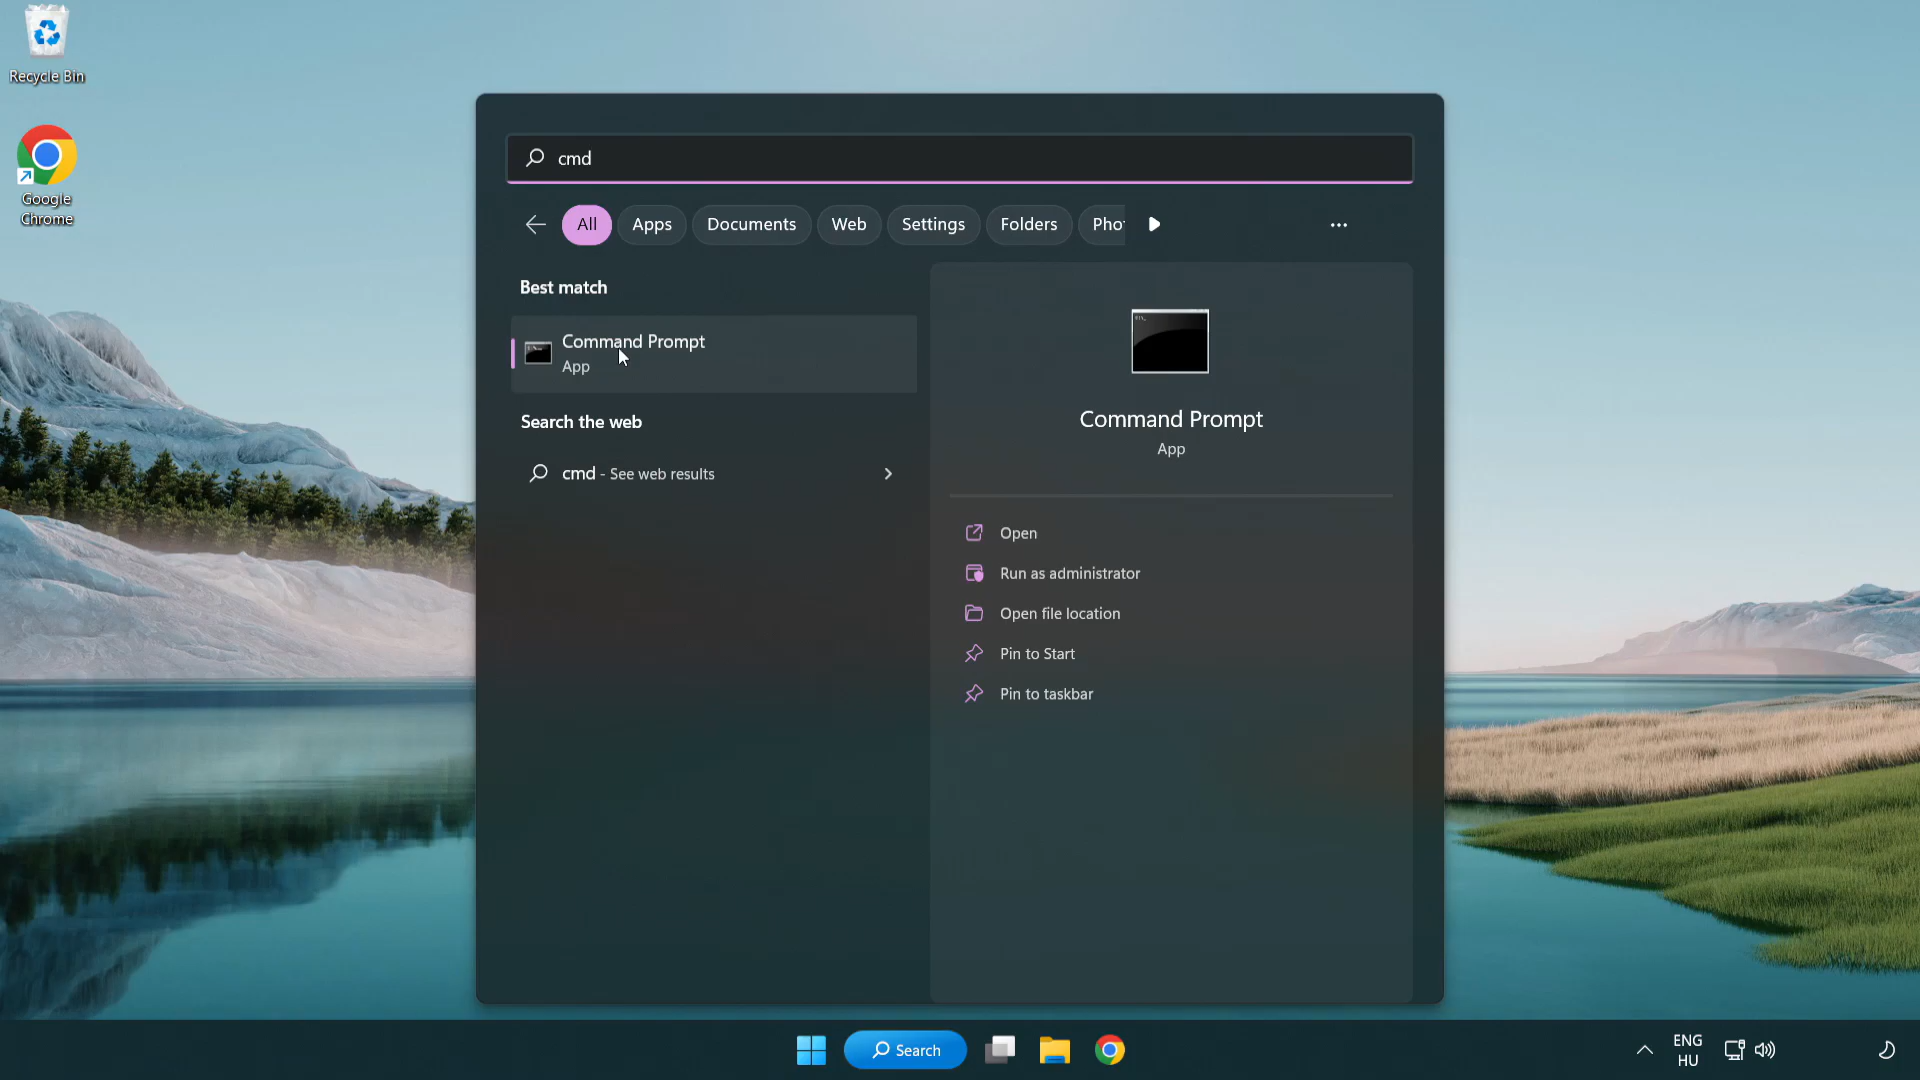 Recycle Bin
Google
Chrome
cmd
All
Apps
Documents
Web
Settings
Folders
Pho
Best match
Command Prompt
App
Search the web
cmd - See web results
Command Prompt
App
Open
Run as administrator
Open file location
Pin to Start
Pin to taskbar
Search
ENG
HU